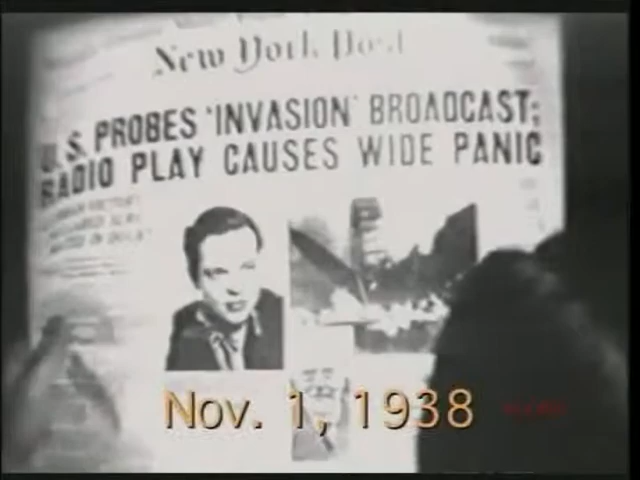 New York Post
U.S. PROBES 'INVASION' BROADCAST;
RADIO PLAY CAUSES WIDE PANIC
Nov. 1, 1938